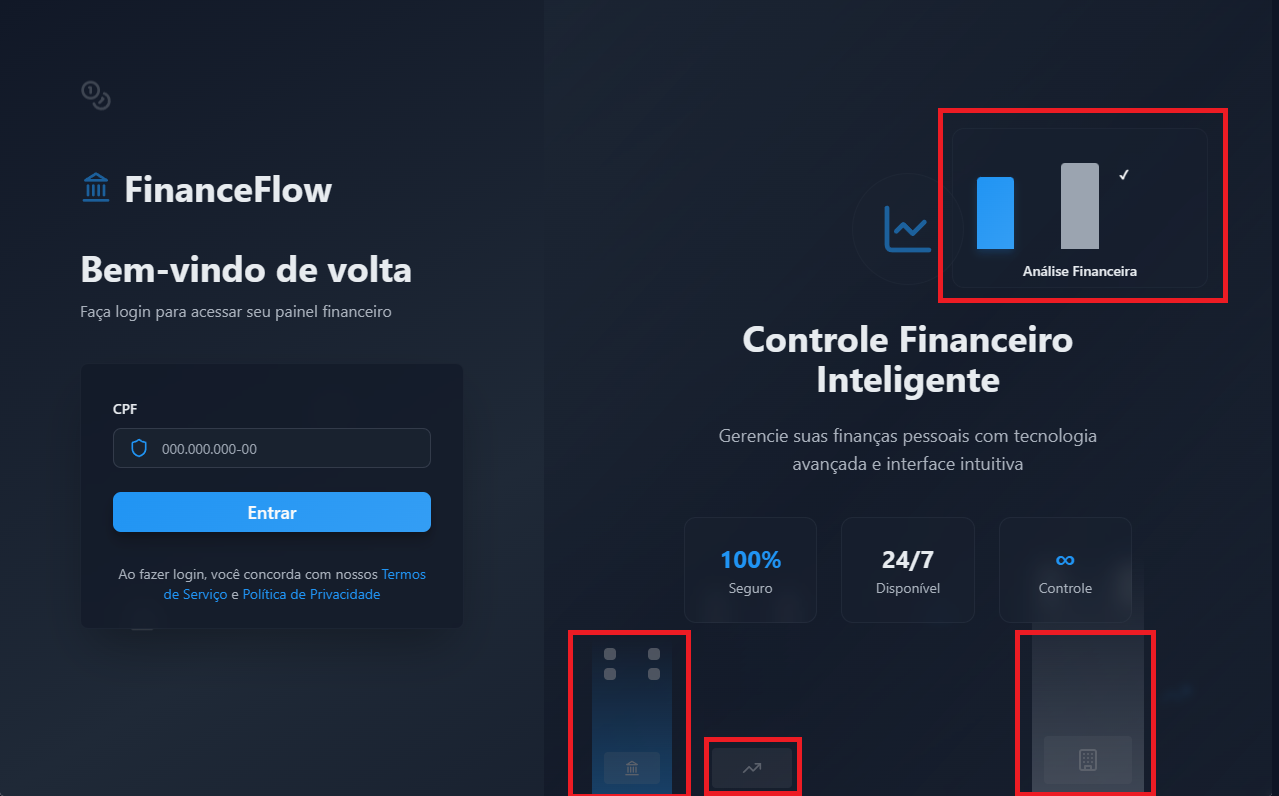 FinanceFlow
Bem-vindo de volta
Faça login para acessar seu painel financeiro
CPF
000.000.000-00
Entrar
Ao fazer login, você concorda com nossos Termos
de Serviço e Política de Privacidade
✓
Análise Financeira
Controle Financeiro
Inteligente
Gerencie suas finanças pessoais com tecnologia
avançada e interface intuitiva
100%
Seguro
24/7
Disponível
∞
Controle